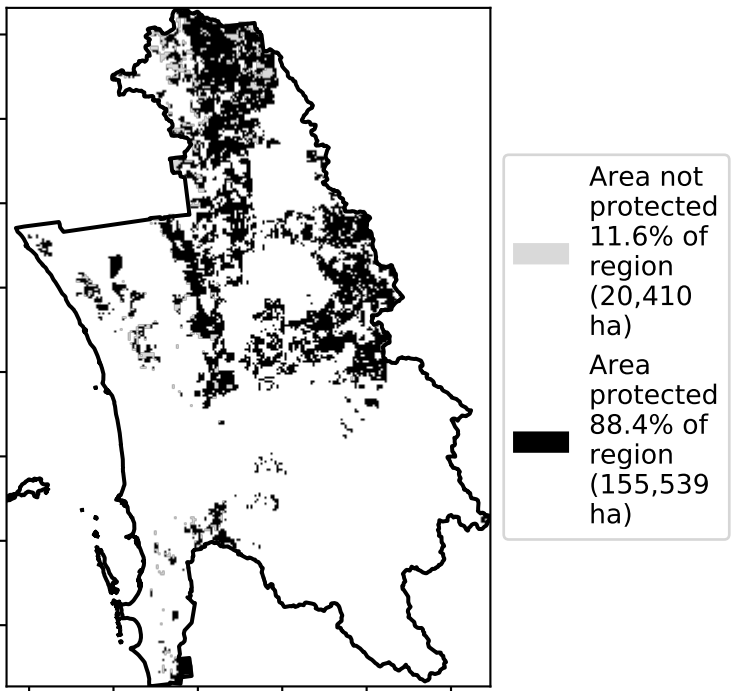 Area not
protected
11.6% of
region
(20,410
ha)
Area
protected
88.4% of
region
(155,539
ha)